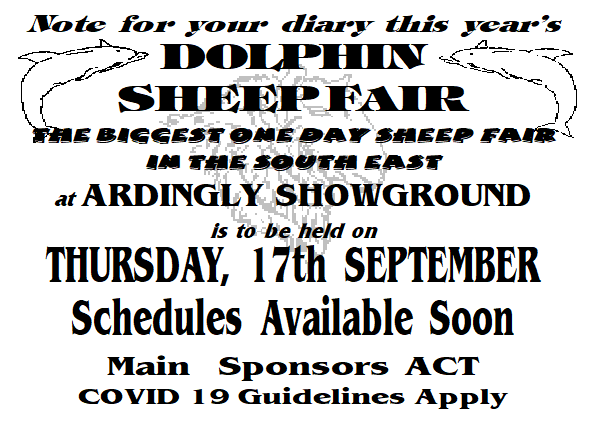 Note for your diary this year's
DOLPHIN
SHEEP FAIR
THE BIGGEST ONE DAY SHEEP FAIR
IN THE SOUTH EAST
at ARDINGLY SHOWGROUND
is to be held on
THURSDAY, 17th SEPTEMBER
Schedules Available Soon
Main Sponsors ACT
COVID 19 Guidelines Apply